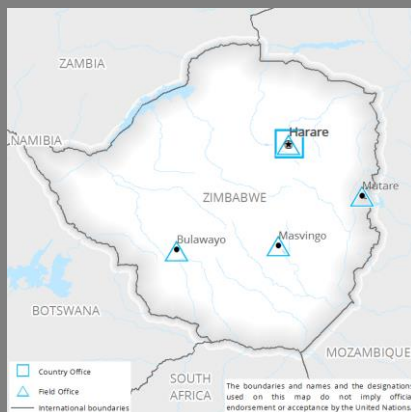 ZAMBIA
Harare
NAMIBIA
Mutare
ZIMBABWE
Bulawayo
Masvingo
BOTSWANA
MOZAMBIQUE
SOUTH
AFRICA
Country Office
Field Office
International boundaries
The boundaries and names and the designations
used on this map do not imply official
endorsement or acceptance by the United Nations.